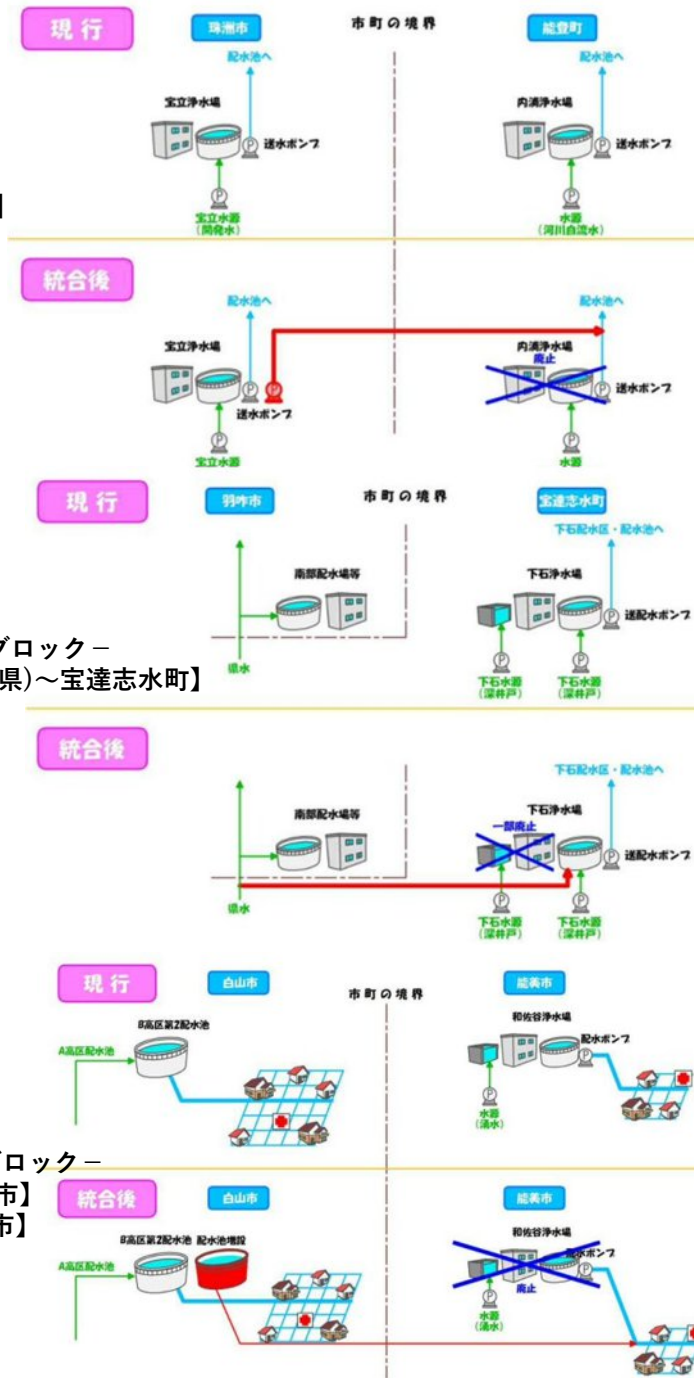 現行
珠洲市
市町の境界
能登町
配水池へ
配水池へ
宝立浄水場
内浦浄水場
P
送水ポンプ
P
送水ポンプ
P
P
宝立水源
(開発水)
水源
(河川自流水)
】
統合後
配水池へ
配水池へ
宝立浄水場
内浦浄水場
廃止
P
P
送水ポンプ
P
送水ポンプ
P
P
宝立水源
水源
現行
羽咋市
市町の境界
宝達志水町
下石配水区・配水池へ
南部配水場等
下石浄水場
P
送配水ポンプ
ブロック－
県水
P
P
県)～宝達志水町】
下石水源
(深井戸)
下石水源
(深井戸)
統合後
下石配水区・配水池へ
南部配水場等
下石浄水場
一部廃止
P
送配水ポンプ
県水
P
P
下石水源
(深井戸)
下石水源
(深井戸)
現行
白山市
市町の境界
能美市
B高区第2配水池
和佐谷浄水場
A高区配水池
配水ポンプ
P
P
水源
(湧水)
ブロック－
市】
市】
統合後
白山市
能美市
B高区第2配水池
配水池増設
和佐谷浄水場
A高区配水池
配水ポンプ
P
廃止
P
水源
(湧水)